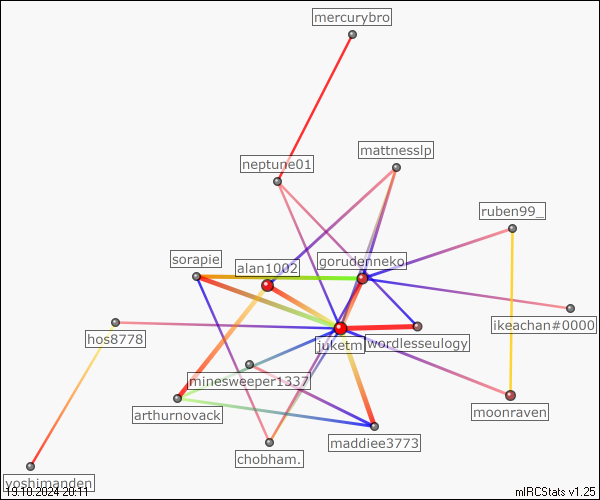 mercurybro
mattnesslp
neptune01
ruben99_
sorapie
gorudenneko
alan1002
ikeachan#0000
hos8778
juketm
wordlesseulogy
minesweeper1337
arthurnovack
moonraven
maddiee3773
chobham.
yoshimanden
19.10.2024 20:11
mIRCStats v1.25